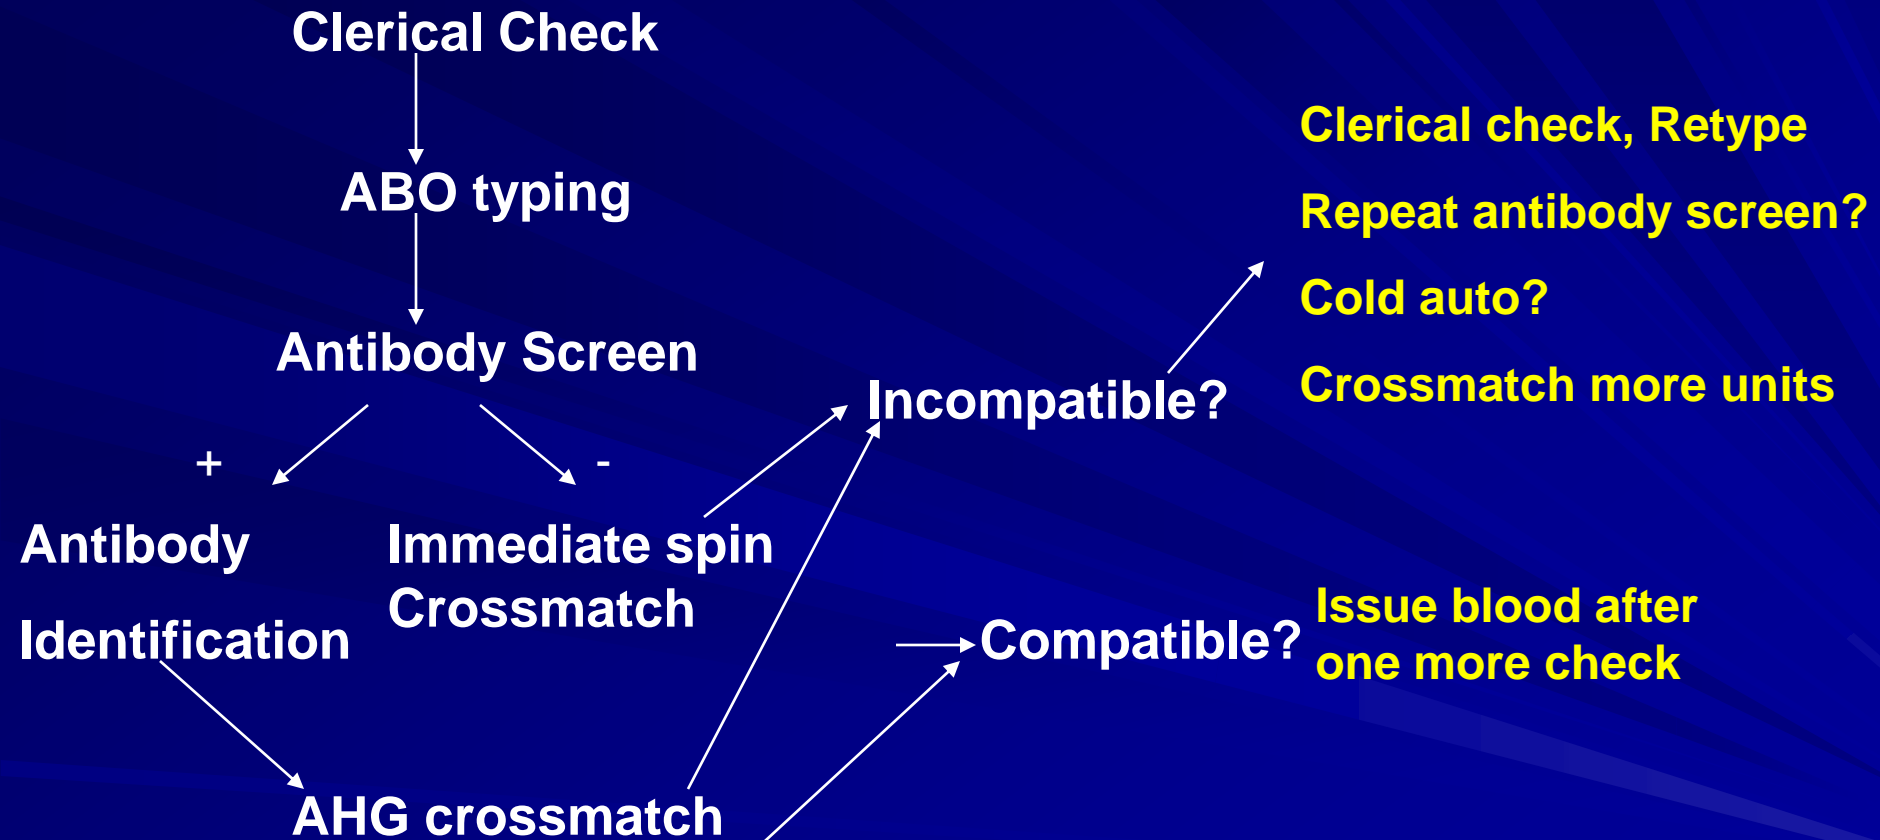 Clerical Check
ABO typing
Antibody Screen
+
-
Antibody
Identification
Immediate spin
Crossmatch
AHG crossmatch
Incompatible?
Clerical check, Retype
Repeat antibody screen?
Cold auto?
Crossmatch more units
Compatible?
Issue blood after
one more check